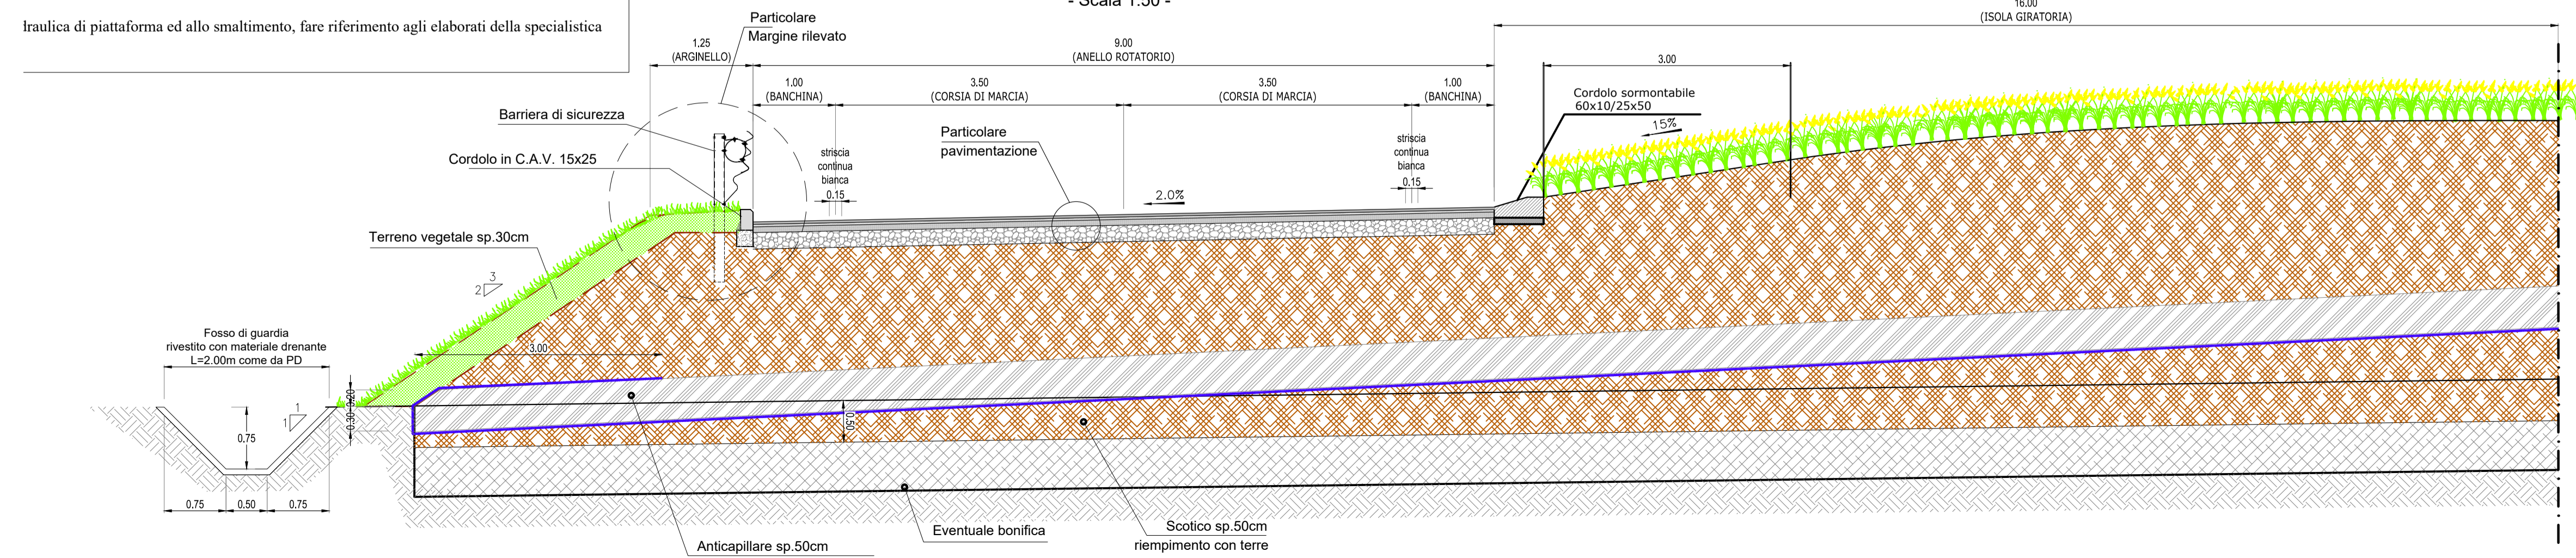 - Scala 1:50 -
draulica di piattaforma ed allo smaltimento, fare riferimento agli elaborati della specialistica
Particolare
Margine rilevato
16.00
(ISOLA GIRATORIA)
1.25
(ARGINELLO)
9.00
(ANELLO ROTATORIO)
3.00
1.00
(BANCHINA)
3.50
(CORSIA DI MARCIA)
3.50
(CORSIA DI MARCIA)
1.00
(BANCHINA)
Cordolo sormontabile
60x10/25x50
15%
Barriera di sicurezza
Cordolo in C.A.V. 15x25
Particolare
pavimentazione
striscia
continua
bianca
0.15
striscia
continua
bianca
0.15
2.0%
Terreno vegetale sp.30cm
3
2
Fosso di guardia
rivestito con materiale drenante
L=2.00m come da PD
3.00
0.20
0.30
1
1
0.75
0.50
0.75
0.50
0.75
Eventuale bonifica
Scotico sp.50cm
riempimento con terre
Anticapillare sp.50cm